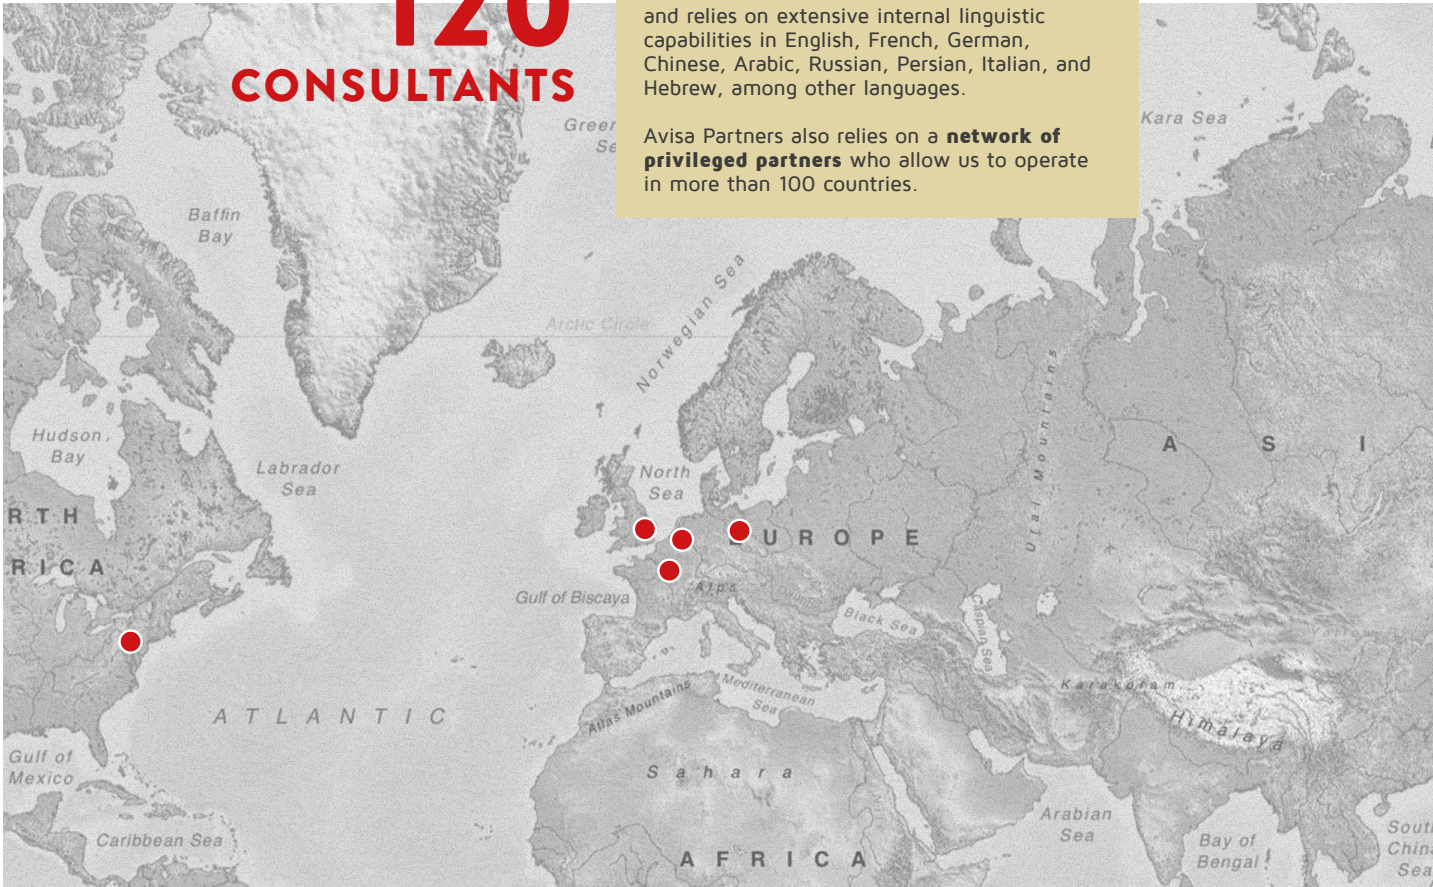 120
CONSULTANTS
and relies on extensive internal linguistic
capabilities in English, French, German,
Chinese, Arabic, Russian, Persian, Italian, and
Hebrew, among other languages.
Avisa Partners also relies on a network of
privileged partners who allow us to operate
in more than 100 countries.
Kara Sea
Baffin
Bay
Arctic Circle
Norwegian Sea
Hudson
Bay
Labrador
Sea
North
Sea
Ural Mountains
A S I
RTH
RICA
EUROPE
Gulf of Biscaya
Alps
Black Sea
Caspian Sea
ATLANTIC
Atlas Mountains
Mediterranean
Sea
Karakoram
Himalaya
Gulf of
Mexico
Sahara
Caribbean Sea
Arabian
Sea
Bay of
Bengal
AFRICA
South
China
Sea